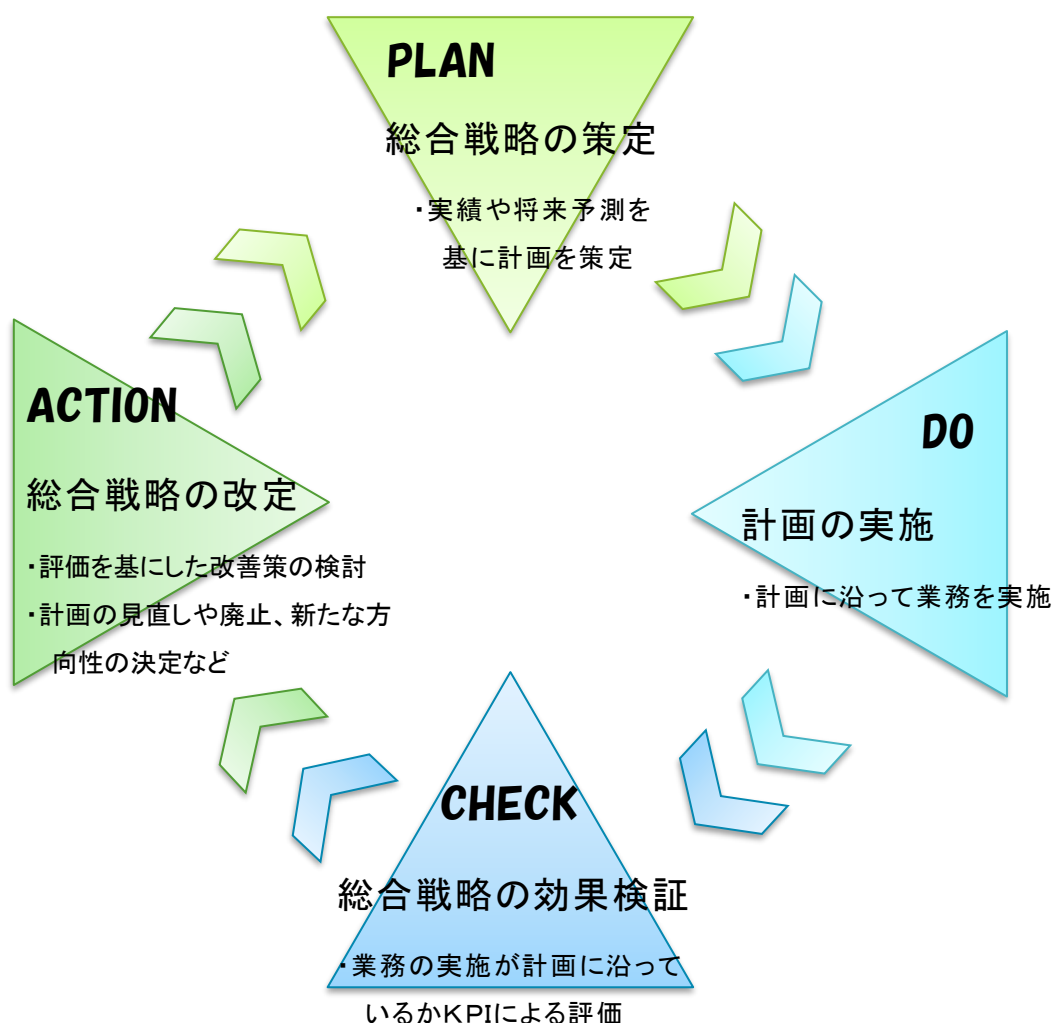 PLAN
総合戦略の策定
・実績や将来予測を
基に計画を策定
ACTION
総合戦略の改定
・評価を基にした改善策の検討
・計画の見直しや廃止、新たな方
向性の決定など
DO
計画の実施
・計画に沿って業務を実施
CHECK
総合戦略の効果検証
・業務の実施が計画に沿って
いるかKPIによる評価